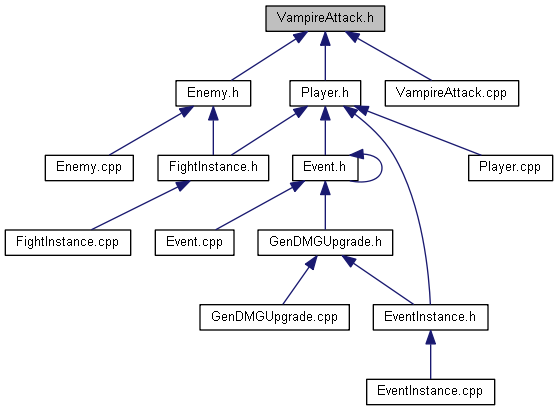 VampireAttack.h
Enemy.h
Player.h
VampireAttack.cpp
Enemy.cpp
FightInstance.h
Event.h
Player.cpp
FightInstance.cpp
Event.cpp
GenDMGUpgrade.h
GenDMGUpgrade.cpp
EventInstance.h
EventInstance.cpp